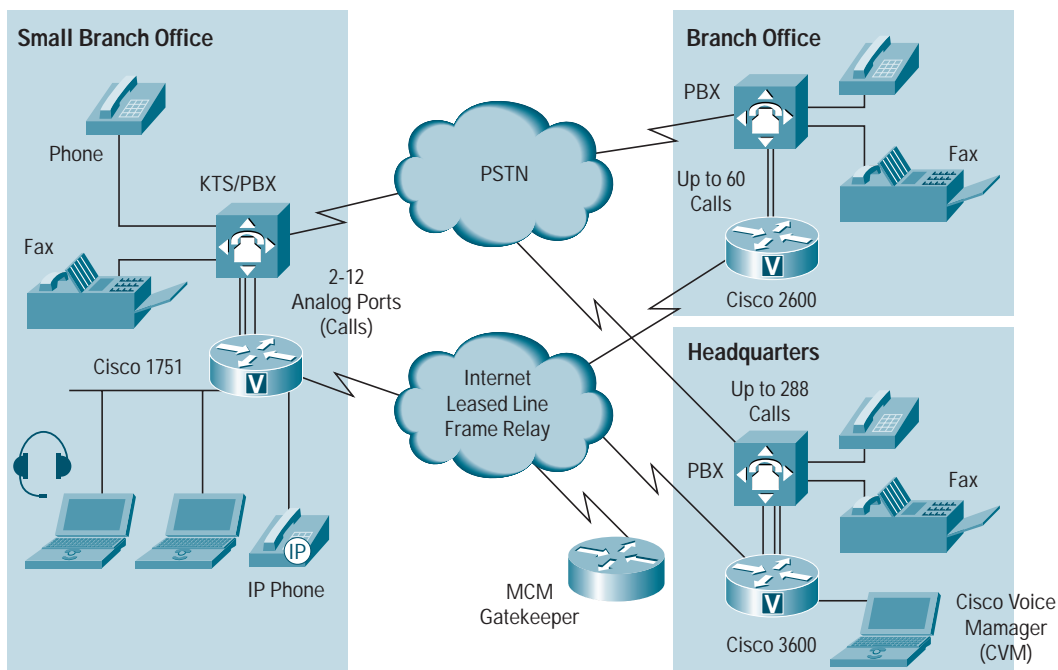 Small Branch Office
Phone
KTS/PBX
Fax
2-12
Analog Ports
(Calls)
Cisco 1751
V
IP
IP Phone
PSTN
Internet
Leased Line
Frame Relay
MCM
Gatekeeper
Branch Office
PBX
Fax
Up to 60
Calls
V
Cisco 2600
Headquarters
Up to 288
Calls
PBX
Fax
V
Cisco 3600
Cisco Voice
Mamager
(CVM)